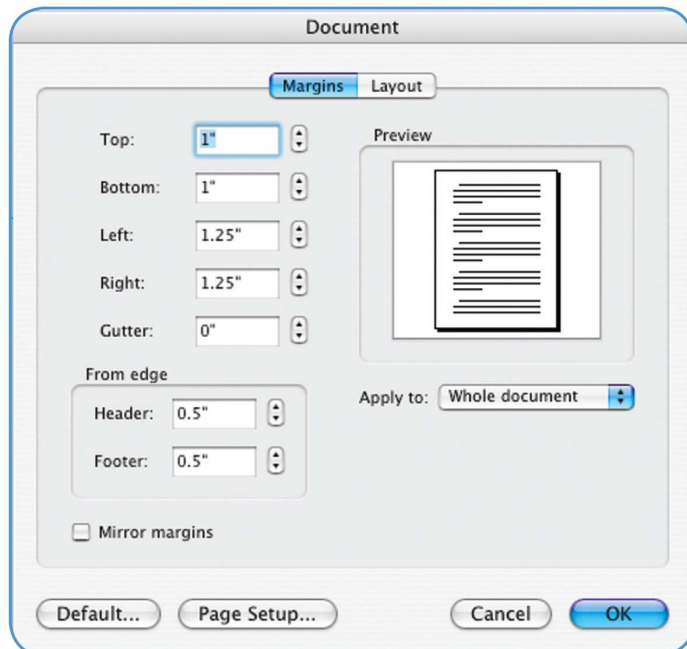 Document
Margins Layout
Top: 1"
Bottom: 1"
Left: 1.25"
Right: 1.25"
Gutter: 0"
From edge
Header: 0.5"
Footer: 0.5"
Mirror margins
Preview
Apply to: Whole document
Default... Page Setup... Cancel OK